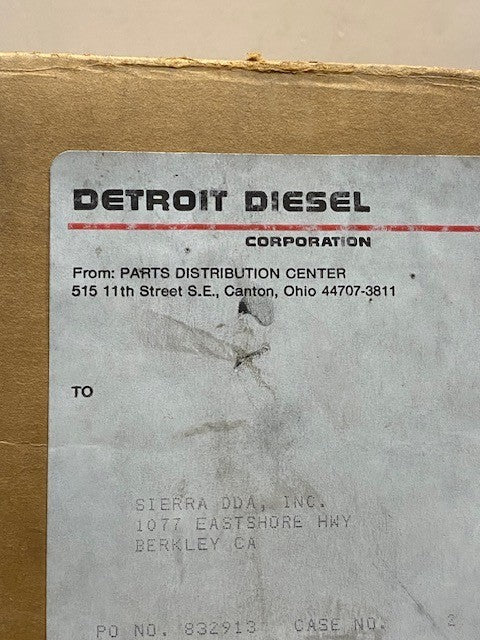 DETROIT DIESEL
CORPORATION
From: PARTS DISTRIBUTION CENTER
515 11th Street S.E., Canton, Ohio 44707-3811
TO
SIERRA DDA, INC.
1077 EASTSHORE HWY
BERKLEY CA
PO NO. 832913 CASE NO. 2